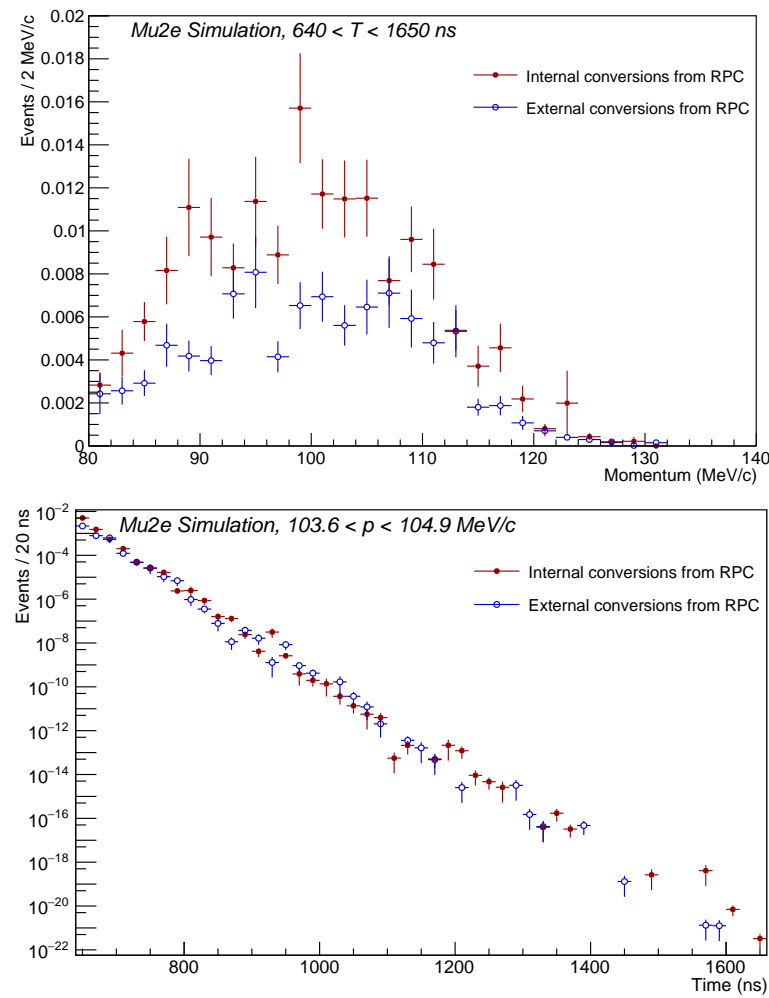 Mu2e Simulation, 640 < T < 1650 ns
Events / 2 MeV/c
0.02
0.018
0.016
0.014
0.012
0.01
0.008
0.006
0.004
0.002
0
Internal conversions from RPC
External conversions from RPC
80 90 100 110 120 130 140
Momentum (MeV/c)
Mu2e Simulation, 103.6 < p < 104.9 MeV/c
Events / 20 ns
10⁻²
10⁻⁴
10⁻⁶
10⁻⁸
10⁻¹⁰
10⁻¹²
10⁻¹⁴
10⁻¹⁶
10⁻¹⁸
10⁻²⁰
10⁻²²
Internal conversions from RPC
External conversions from RPC
800 1000 1200 1400 1600
Time (ns)